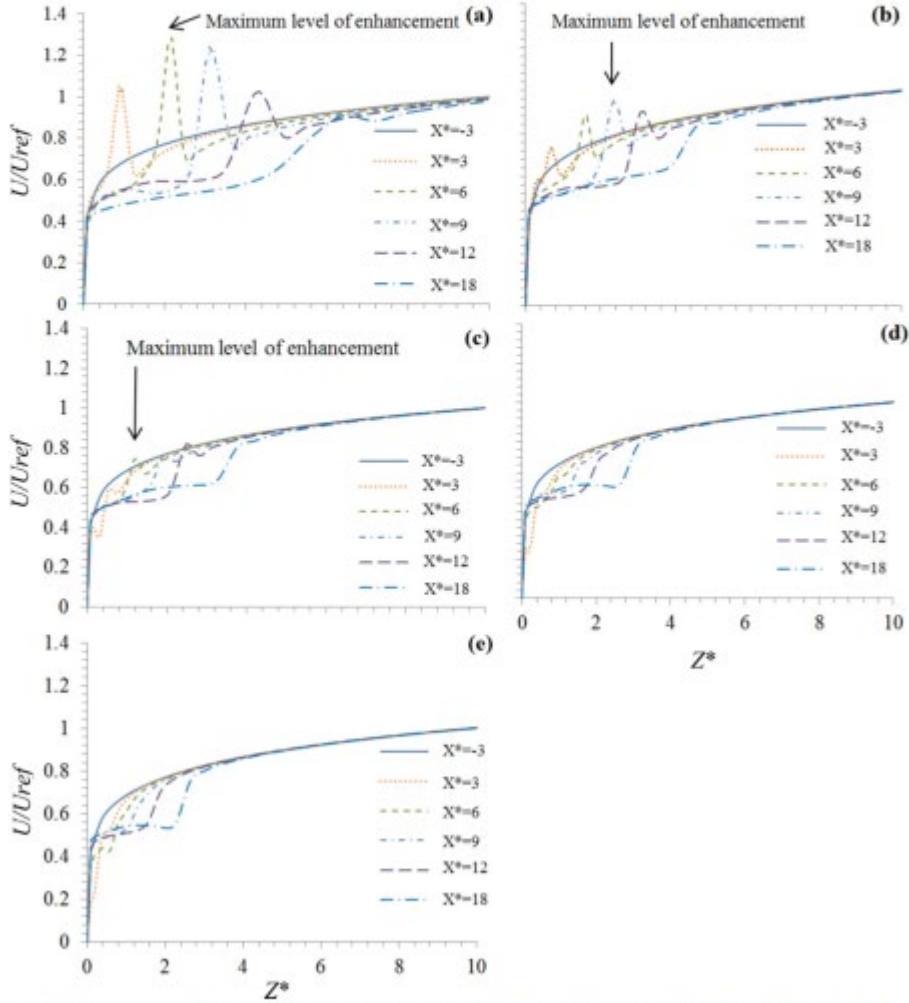 Maximum level of enhancement
(a)
1.4
1.2
1
0.8
0.6
0.4
0.2
0
U/Uref
X*=-3
X*=3
X*=6
X*=9
X*=12
X*=18
(b)
Maximum level of enhancement
X*=-3
X*=3
X*=6
X*=9
X*=12
X*=18
(c)
Maximum level of enhancement
1.4
1.2
1
0.8
0.6
0.4
0.2
0
U/Uref
X*=-3
X*=3
X*=6
X*=9
X*=12
X*=18
(d)
X*=-3
X*=3
X*=6
X*=9
X*=12
X*=18
0 2 4 6 8 10
Z*
(e)
1.4
1.2
1
0.8
0.6
0.4
0.2
0
U/Uref
X*=-3
X*=3
X*=6
X*=9
X*=12
X*=18
0 2 4 6 8 10
Z*